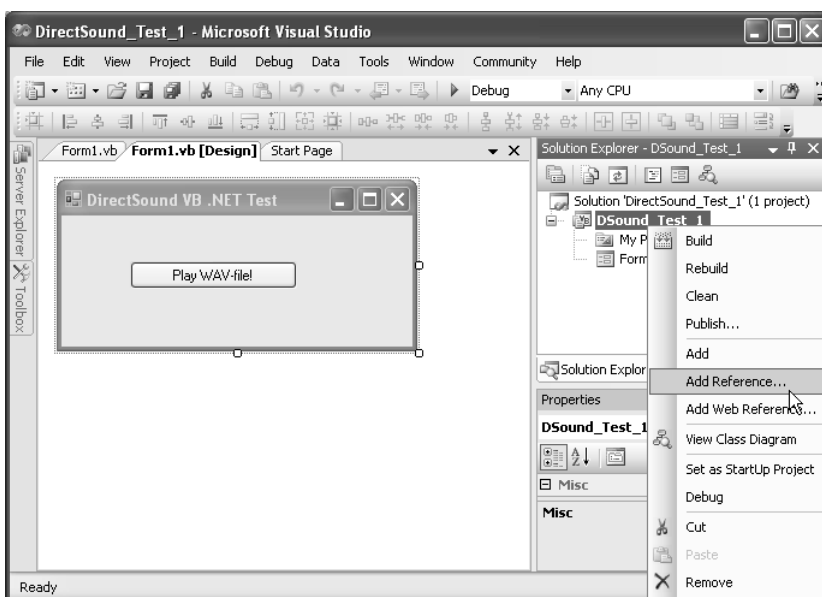 DirectSound_Test_1 - Microsoft Visual Studio
File Edit View Project Build Debug Data Tools Window Community Help
Debug Any CPU
Server Explorer
Toolbox
Form1.vb Form1.vb [Design] Start Page
DirectSound VB .NET Test
Play WAV-file!
Solution Explorer - DSound_Test_1
Solution 'DirectSound_Test_1' (1 project)
DSound_Test_1
My P
Form
Solution Explor
Properties
DSound_Test_1
Misc
Misc
Build
Rebuild
Clean
Publish...
Add
Add Reference...
Add Web Reference...
View Class Diagram
Set as StartUp Project
Debug
Cut
Paste
Remove
Ready